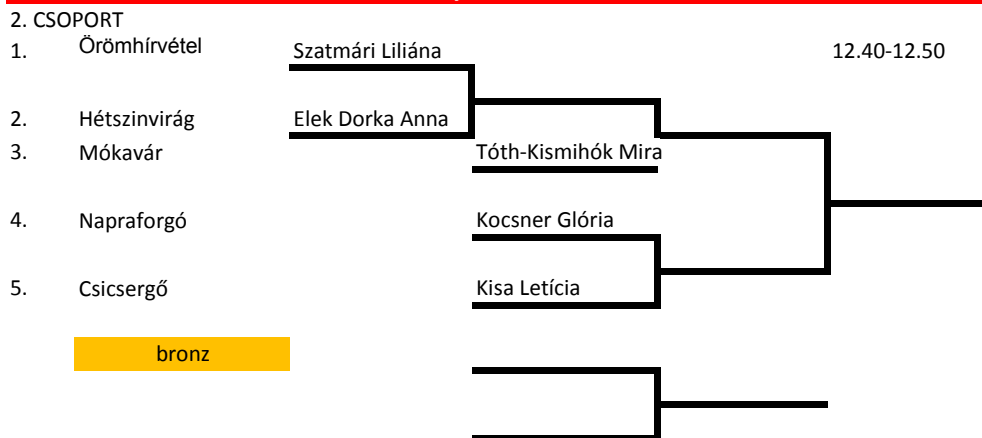 2. CSOPORT
1. Örömhírvétel Szatmári Liliána 12.40-12.50
2. Hétszinvirág Elek Dorka Anna
3. Mókavár Tóth-Kismihók Mira
4. Napraforgó Kocsner Glória
5. Csicsergő Kisa Letícia
bronz